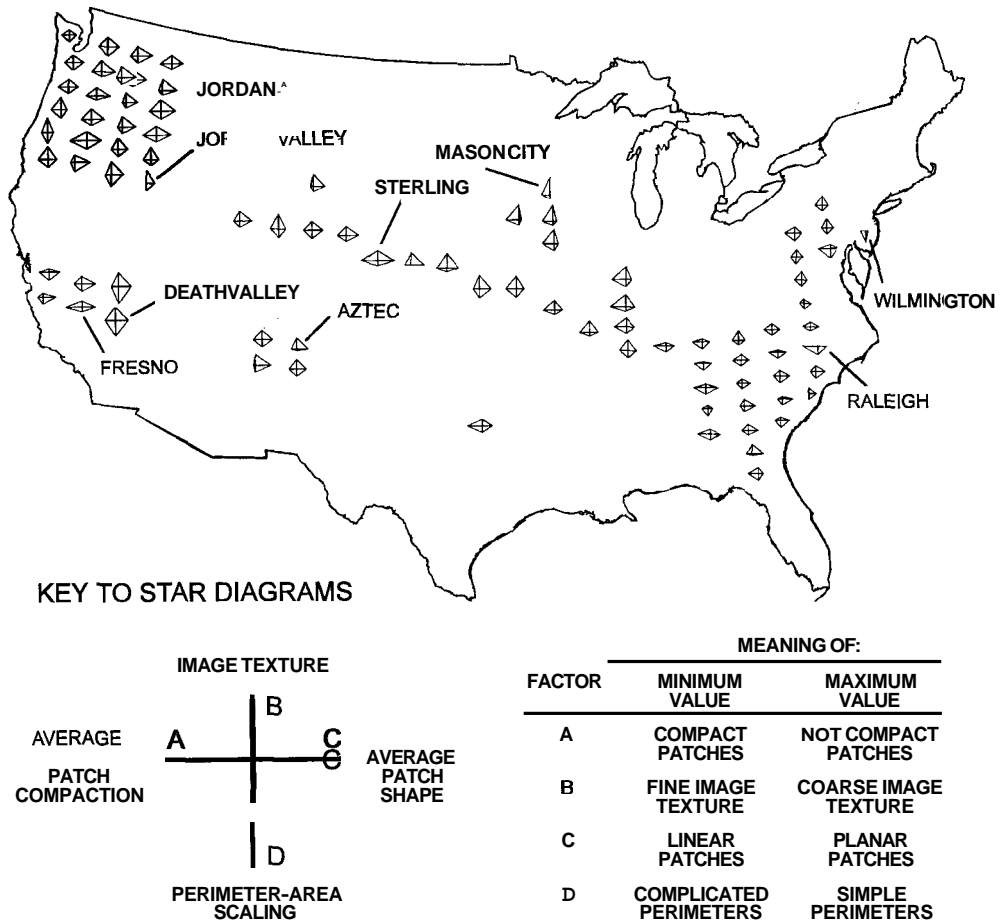 JORDAN
JOR VALLEY
MASONCITY
STERLING
DEATHVALLEY
AZTEC
WILMINGTON
FRESNO
RALEIGH
KEY TO STAR DIAGRAMS
IMAGE TEXTURE
B
AVERAGE
A
C
C
PATCH
COMPACTION
AVERAGE
PATCH
SHAPE
D
PERIMETER-AREA
SCALING
MEANING OF:
FACTOR MINIMUM VALUE MAXIMUM VALUE
A COMPACT PATCHES NOT COMPACT PATCHES
B FINE IMAGE TEXTURE COARSE IMAGE TEXTURE
C LINEAR PATCHES PLANAR PATCHES
D COMPLICATED PERIMETERS SIMPLE PERIMETERS